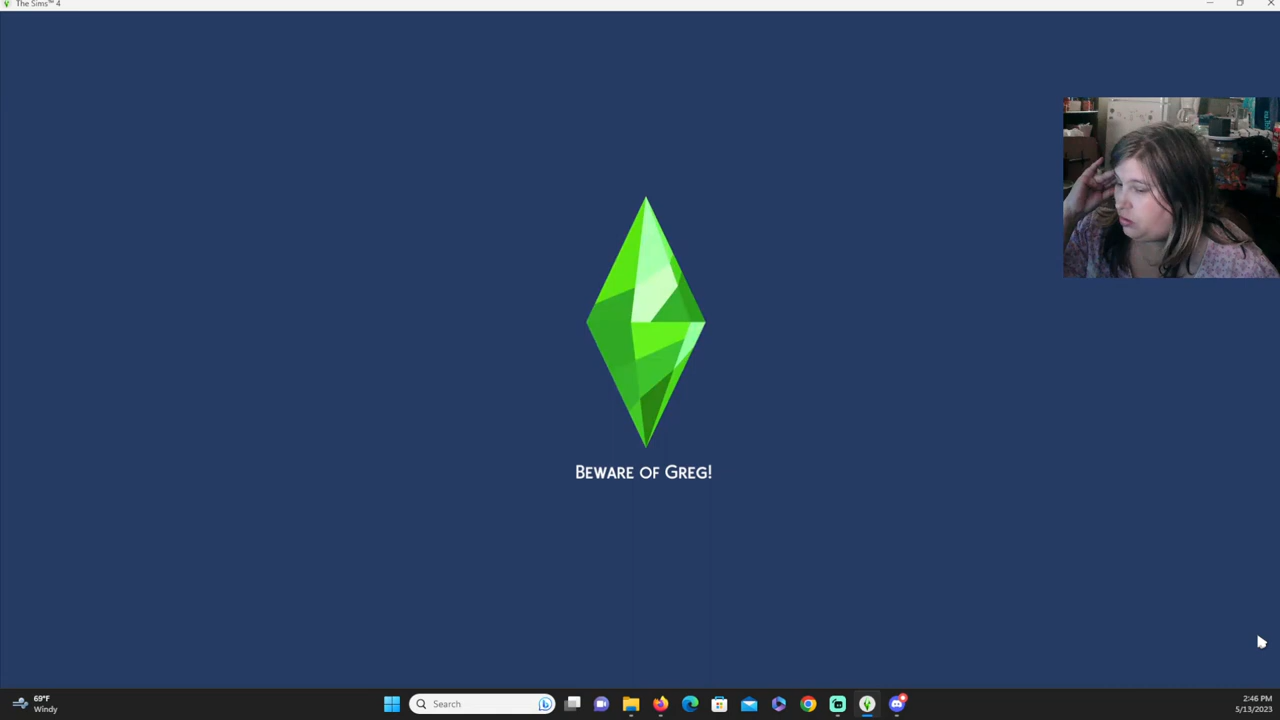 The Sims™ 4
Beware of Greg!
69°F
Windy
Search
2:46 PM
5/13/2023